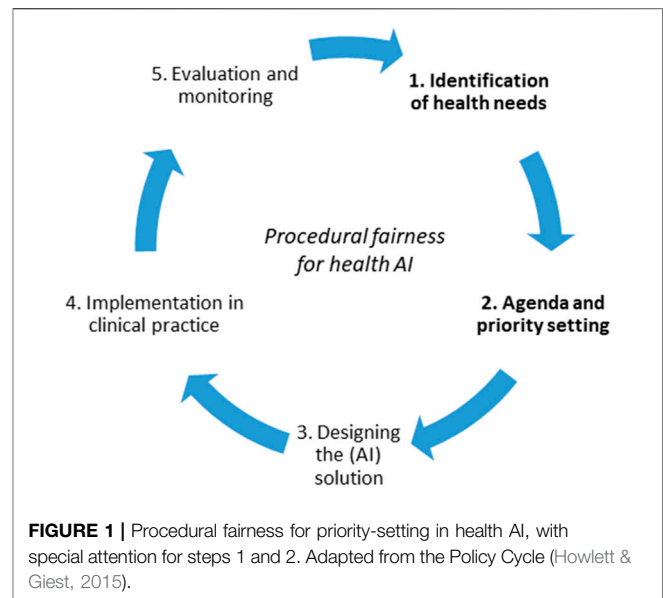 5. Evaluation and
monitoring
1. Identification
of health needs
Procedural fairness
for health AI
2. Agenda and
priority setting
3. Designing
the (AI)
solution
4. Implementation in
clinical practice
FIGURE 1 | Procedural fairness for priority-setting in health AI, with
special attention for steps 1 and 2. Adapted from the Policy Cycle (Howlett &
Giest, 2015).